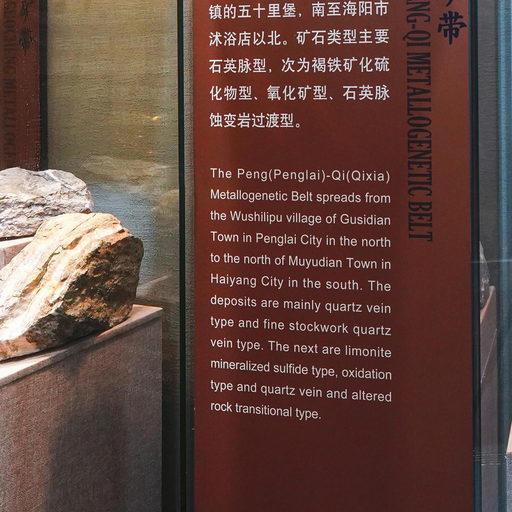 镇的五十里堡，南至海阳市
沐浴店以北。矿石类型主要
石英脉型，次为褐铁矿化硫
化物型、氧化矿型、石英脉
蚀变岩过渡型。
The Peng(Penglai)-Qi(Qixia)
Metallogenetic Belt spreads from
the Wushilipu village of Gusidian
Town in Penglai City in the north
to the north of Muyudian Town in
Haiyang City in the south. The
deposits are mainly quartz vein
type and fine stockwork quartz
vein type. The next are limonite
mineralized sulfide type, oxidation
type and quartz vein and altered
rock transitional type.
带
NG-QI METALLOGENETIC BELT